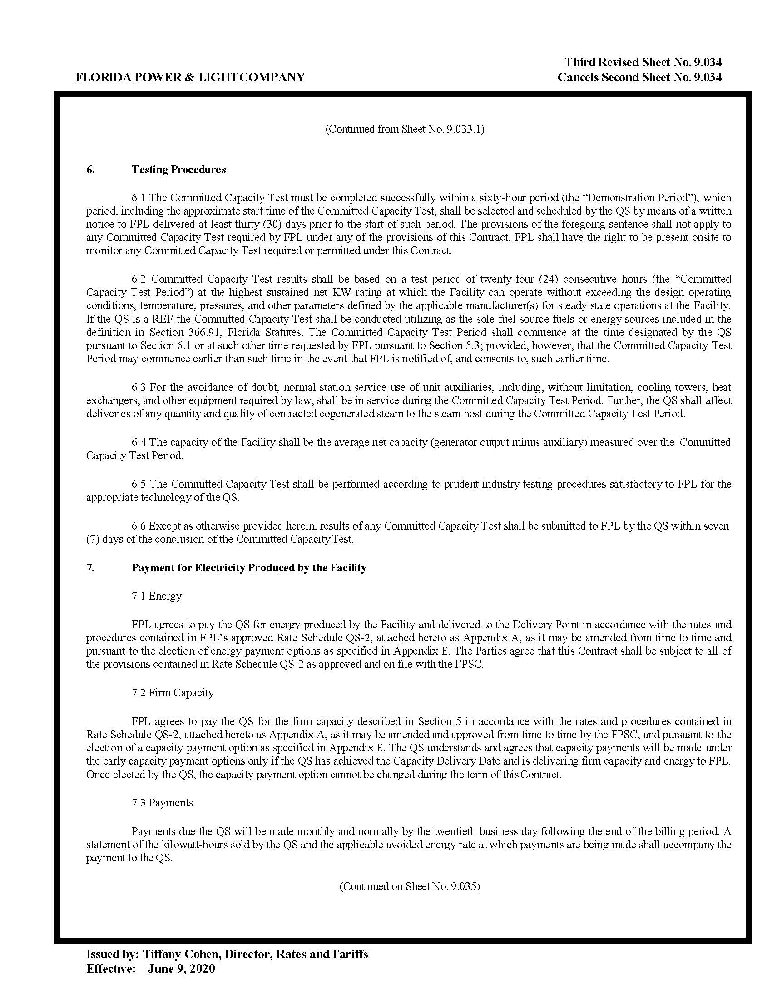 Third Revised Sheet No. 9.034
FLORIDA POWER & LIGHT COMPANY
Cancels Second Sheet No. 9.034
(Continued from Sheet No. 9.033.1)
6. Testing Procedures
6.1 The Committed Capacity Test must be completed successfully within a sixty-hour period (the “Demonstration Period”), which
period, including the approximate start time of the Committed Capacity Test, shall be selected and scheduled by the QS by means of a written
notice to FPL delivered at least thirty (30) days prior to the start of such period. The provisions of the foregoing sentence shall not apply to
any Committed Capacity Test required by FPL under any of the provisions of this Contract. FPL shall have the right to be present onsite to
monitor any Committed Capacity Test required or permitted under this Contract.
6.2 Committed Capacity Test results shall be based on a test period of twenty-four (24) consecutive hours (the “Committed
Capacity Test Period”) at the highest sustained net KW rating at which the Facility can operate without exceeding the design operating
conditions, temperature, pressures, and other parameters defined by the applicable manufacturer(s) for steady state operations at the Facility.
If the QS is a REF the Committed Capacity Test shall be conducted utilizing as the sole fuel source fuels or energy sources included in the
definition in Section 366.91, Florida Statutes. The Committed Capacity Test Period shall commence at the time designated by the QS
pursuant to Section 6.1 or at such other time requested by FPL pursuant to Section 5.3; provided, however, that the Committed Capacity Test
Period may commence earlier than such time in the event that FPL is notified of, and consents to, such earlier time.
6.3 For the avoidance of doubt, normal station service use of unit auxiliaries, including, without limitation, cooling towers, heat
exchangers, and other equipment required by law, shall be in service during the Committed Capacity Test Period. Further, the QS shall affect
deliveries of any quantity and quality of contracted cogenerated steam to the steam host during the Committed Capacity Test Period.
6.4 The capacity of the Facility shall be the average net capacity (generator output minus auxiliary) measured over the Committed
Capacity Test Period.
6.5 The Committed Capacity Test shall be performed according to prudent industry testing procedures satisfactory to FPL for the
appropriate technology of the QS.
6.6 Except as otherwise provided herein, results of any Committed Capacity Test shall be submitted to FPL by the QS within seven
(7) days of the conclusion of the Committed Capacity Test.
7. Payment for Electricity Produced by the Facility
7.1 Energy
FPL agrees to pay the QS for energy produced by the Facility and delivered to the Delivery Point in accordance with the rates and
procedures contained in FPL’s approved Rate Schedule QS-2, attached hereto as Appendix A, as it may be amended from time to time and
pursuant to the election of energy payment options as specified in Appendix E. The Parties agree that this Contract shall be subject to all of
the provisions contained in Rate Schedule QS-2 as approved and on file with the FPSC.
7.2 Firm Capacity
FPL agrees to pay the QS for the firm capacity described in Section 5 in accordance with the rates and procedures contained in
Rate Schedule QS-2, attached hereto as Appendix A, as it may be amended and approved from time to time by the FPSC, and pursuant to the
election of a capacity payment option as specified in Appendix E. The QS understands and agrees that capacity payments will be made under
the early capacity payment options only if the QS has achieved the Capacity Delivery Date and is delivering firm capacity and energy to FPL.
Once elected by the QS, the capacity payment option cannot be changed during the term of this Contract.
7.3 Payments
Payments due the QS will be made monthly and normally by the twentieth business day following the end of the billing period. A
statement of the kilowatt-hours sold by the QS and the applicable avoided energy rate at which payments are being made shall accompany the
payment to the QS.
(Continued on Sheet No. 9.035)
Issued by: Tiffany Cohen, Director, Rates and Tariffs
Effective: June 9, 2020